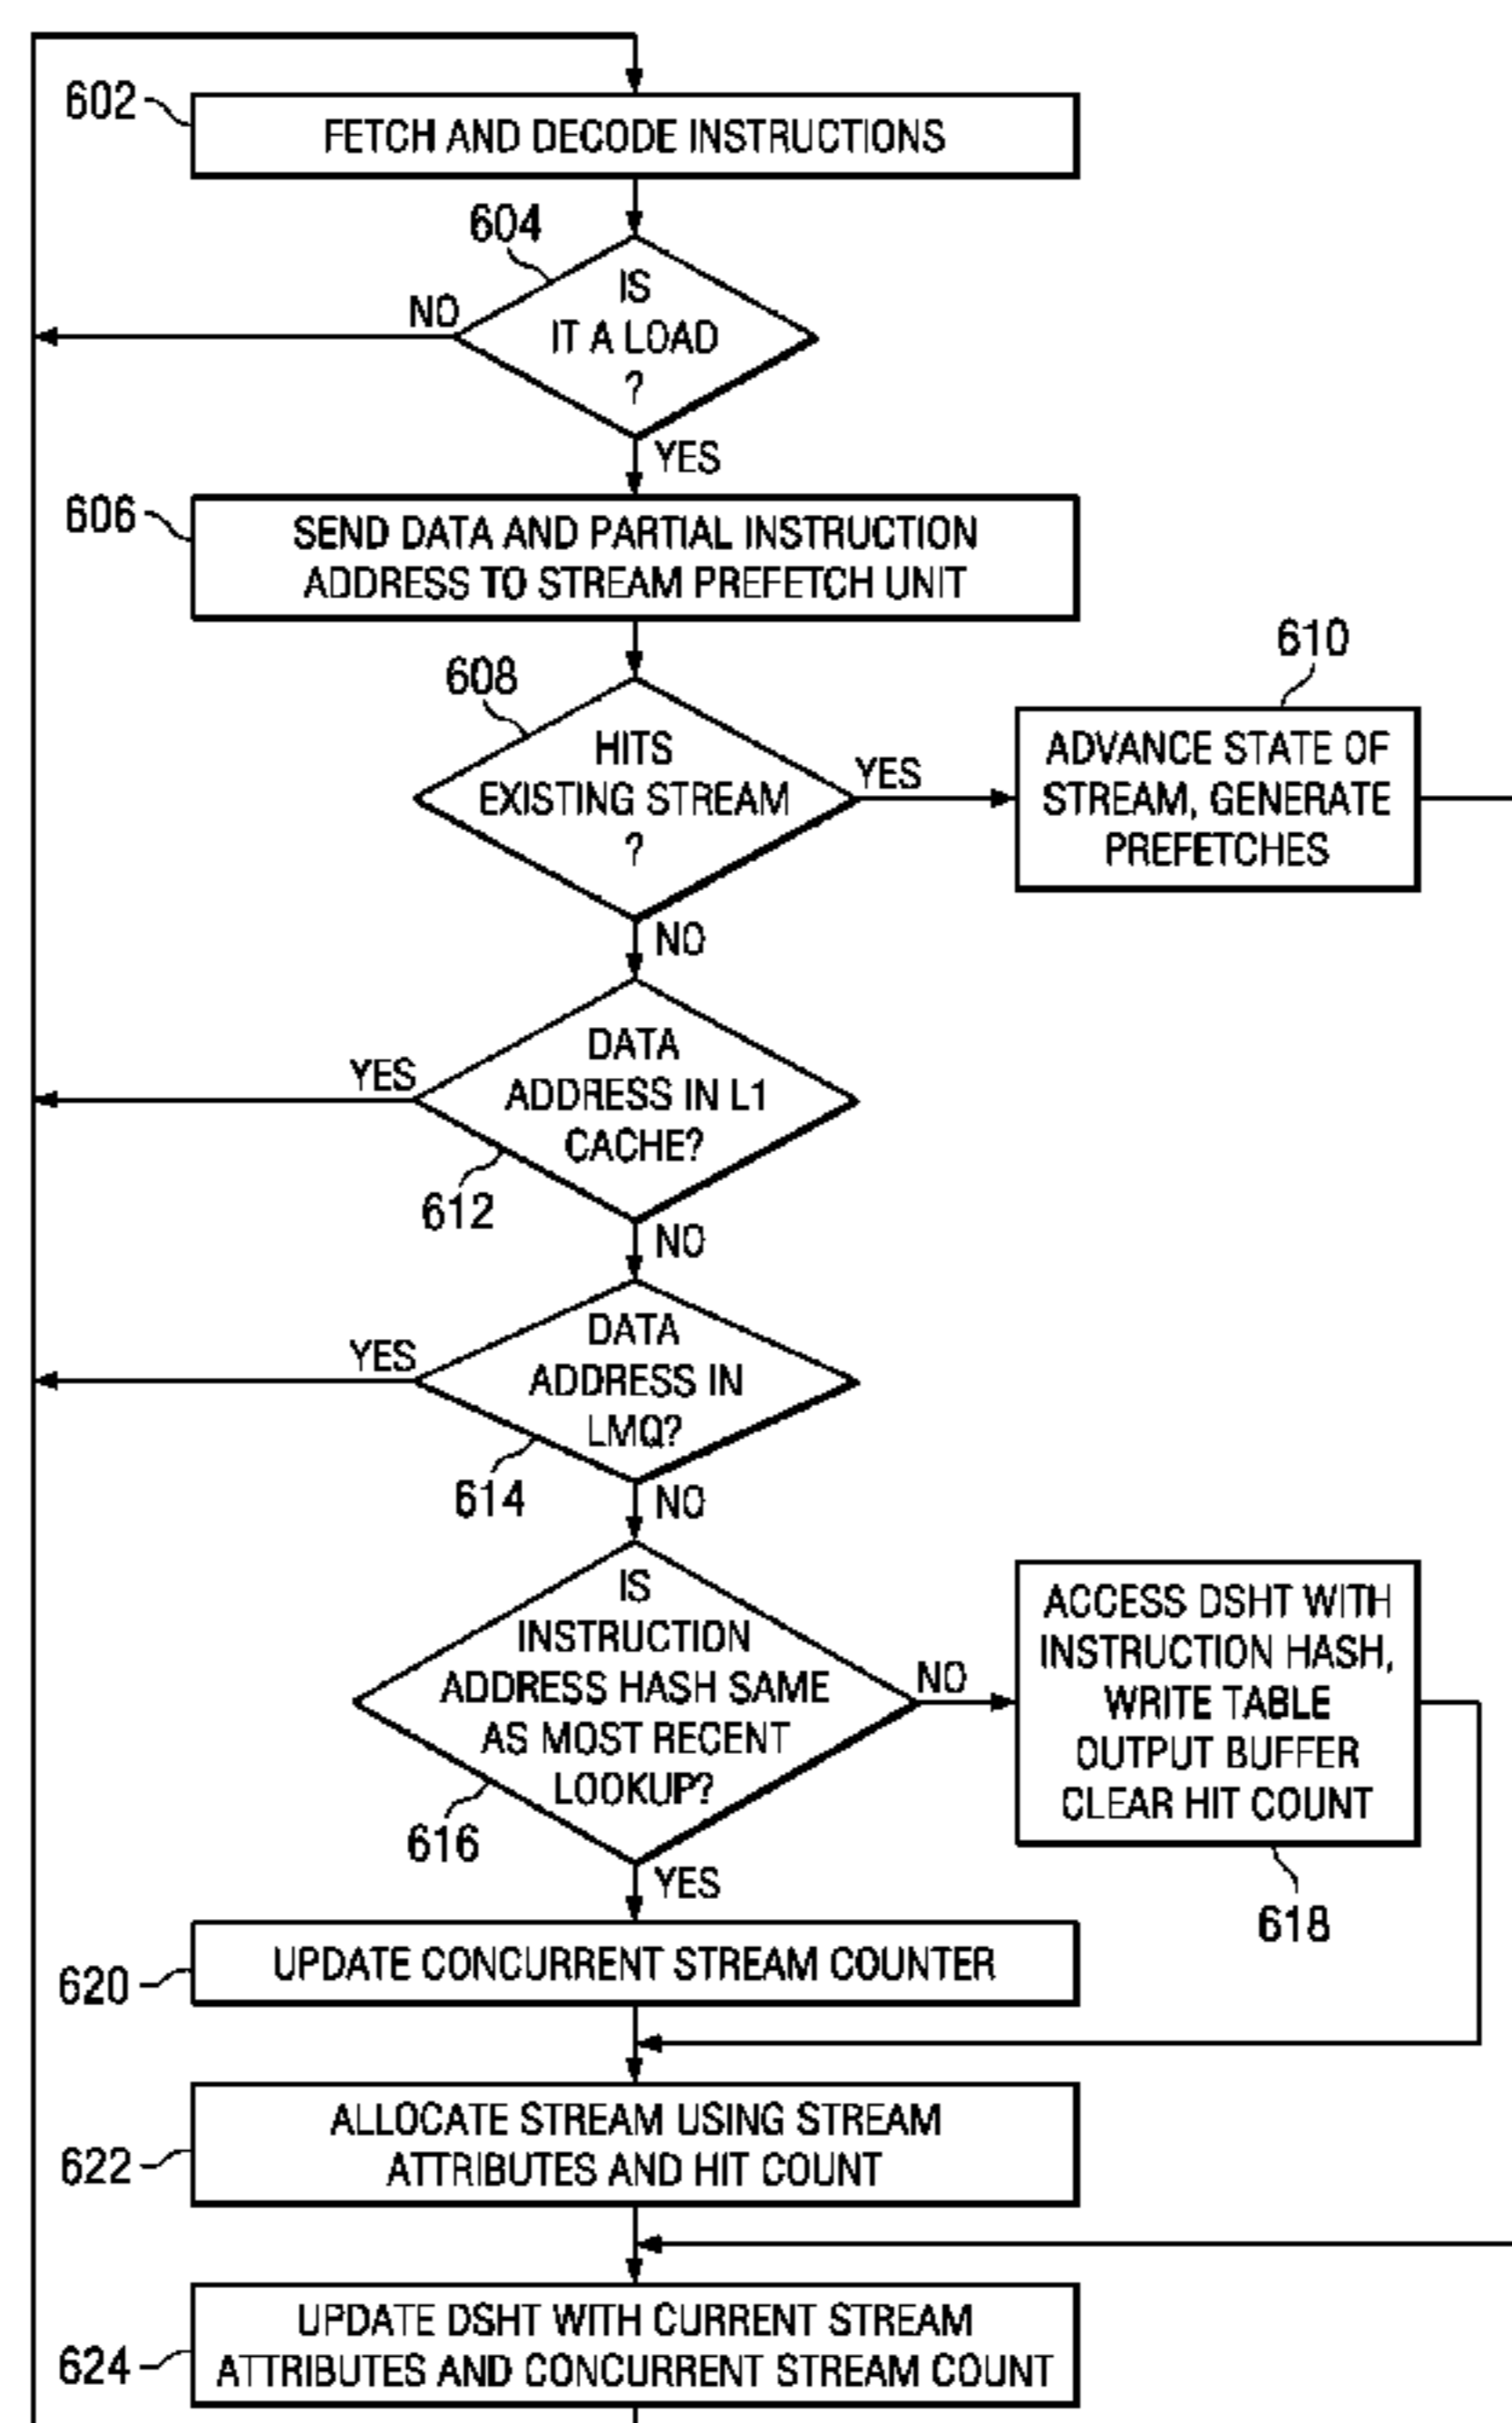 602
FETCH AND DECODE INSTRUCTIONS
604
IS
IT A LOAD
?
NO
YES
606
SEND DATA AND PARTIAL INSTRUCTION
ADDRESS TO STREAM PREFETCH UNIT
608
HITS
EXISTING STREAM
?
YES
610
ADVANCE STATE OF
STREAM, GENERATE
PREFETCHES
NO
DATA
ADDRESS IN L1
CACHE?
YES
612
NO
DATA
ADDRESS IN
LMQ?
YES
614
NO
IS
INSTRUCTION
ADDRESS HASH SAME
AS MOST RECENT
LOOKUP?
616
NO
ACCESS DSHT WITH
INSTRUCTION HASH,
WRITE TABLE
OUTPUT BUFFER
CLEAR HIT COUNT
618
YES
UPDATE CONCURRENT STREAM COUNTER
620
ALLOCATE STREAM USING STREAM
ATTRIBUTES AND HIT COUNT
622
UPDATE DSHT WITH CURRENT STREAM
ATTRIBUTES AND CONCURRENT STREAM COUNT
624